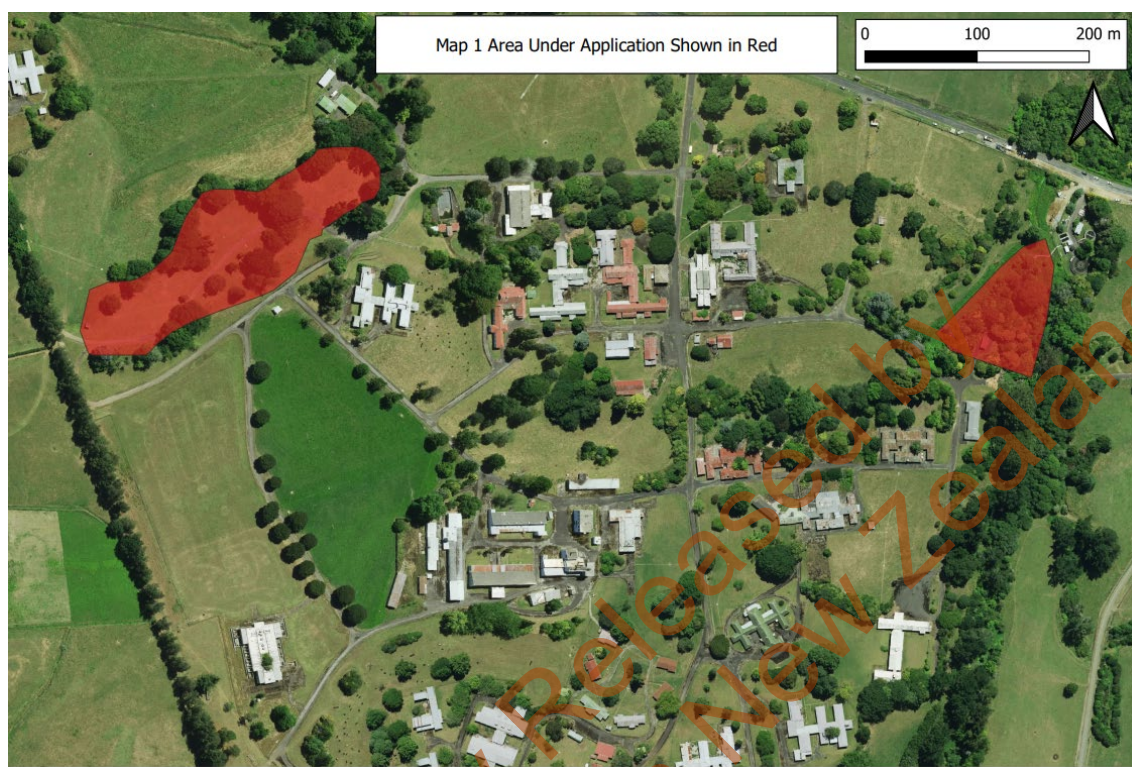 Map 1 Area Under Application Shown in Red
0 100 200 m
Released by
New Zealand